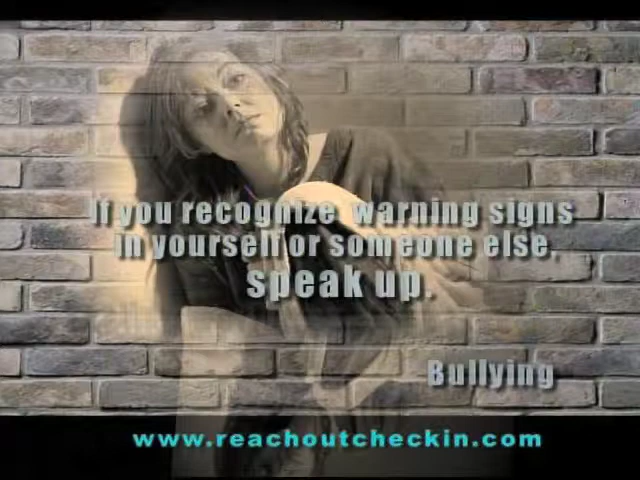 If you recognize warning signs
in yourself or someone else,
speak up.
Bullying
www.reachoutcheckin.com